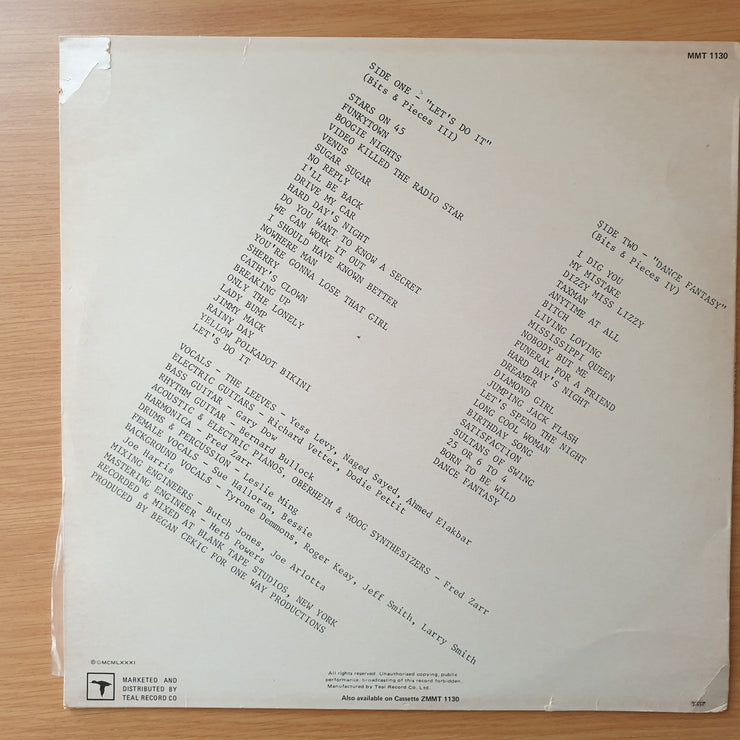 MMT 1130
SIDE ONE - "LET'S DO IT"
(Bits & Pieces III)
STARS ON 45
FUNKYTOWN
BOOGIE NIGHTS
VIDEO KILLED THE RADIO STAR
VENUS
SUGAR SUGAR
NO REPLY
I'LL BE BACK
DRIVE MY CAR
HARD DAY'S NIGHT
DO YOU WANT TO KNOW A SECRET
WE CAN WORK IT OUT
I SHOULD HAVE KNOWN BETTER
NOWHERE MAN
YOU'RE GONNA LOSE THAT GIRL
SHERRY
CATHY'S CLOWN
BREAKING UP
ONLY THE LONELY
LADY BUMP
JIMMY MACK
RAINY DAY
YELLOW POLKADOT BIKINI
LET'S DO IT
SIDE TWO - "DANCE FANTASY"
(Bits & Pieces IV)
I DIG YOU
MY MISTAKE
DIZZY MISS LIZZY
TAXMAN
ANYTIME AT ALL
BITCH
LIVING LOVING
MISSISSIPPI QUEEN
NOBODY BUT ME
FUNERAL FOR A FRIEND
HARD DAY'S NIGHT
DREAMER
DIAMOND GIRL
JUMPING JACK FLASH
LET'S SPEND THE NIGHT
LONG COOL WOMAN
BIRTHDAY SONG
SATISFACTION
SULTANS OF SWING
25 OR 6 TO 4
BORN TO BE WILD
DANCE FANTASY
VOCALS - THE LEEVES - Yess Levy, Naged Sayed, Ahmed Elakbar
ELECTRIC GUITARS - Richard Vetter, Dodie Pettit
BASS GUITAR - Gary Dow
RHYTHM GUITAR - Bernard Bullock
ACOUSTIC & ELECTRIC PIANOS, OBERHEIM & MOOG SYNTHESIZERS - Fred Zarr
HARMONICA - Fred Zarr
DRUMS & PERCUSSION - Leslie Ming
FEMALE VOCALS - Sue Halloran, Bessie
BACKGROUND VOCALS - Tyrone Demmons, Roger Keay, Jeff Smith, Larry Smith
Joe Harris
MIXING ENGINEERS - Butch Jones, Joe Arlotta
MASTERING ENGINEER - Herb Powers
RECORDED & MIXED AT BLANK TAPE STUDIOS, NEW YORK
PRODUCED BY BEGAN CEKIC FOR ONE WAY PRODUCTIONS
℗©MCMLXXXI
MARKETED AND
DISTRIBUTED BY
TEAL RECORD CO
All rights reserved. Unauthorised copying, public
performance, broadcasting of this record forbidden.
Manufactured by Teal Record Co. Ltd.
Also available on Cassette ZMMT 1130